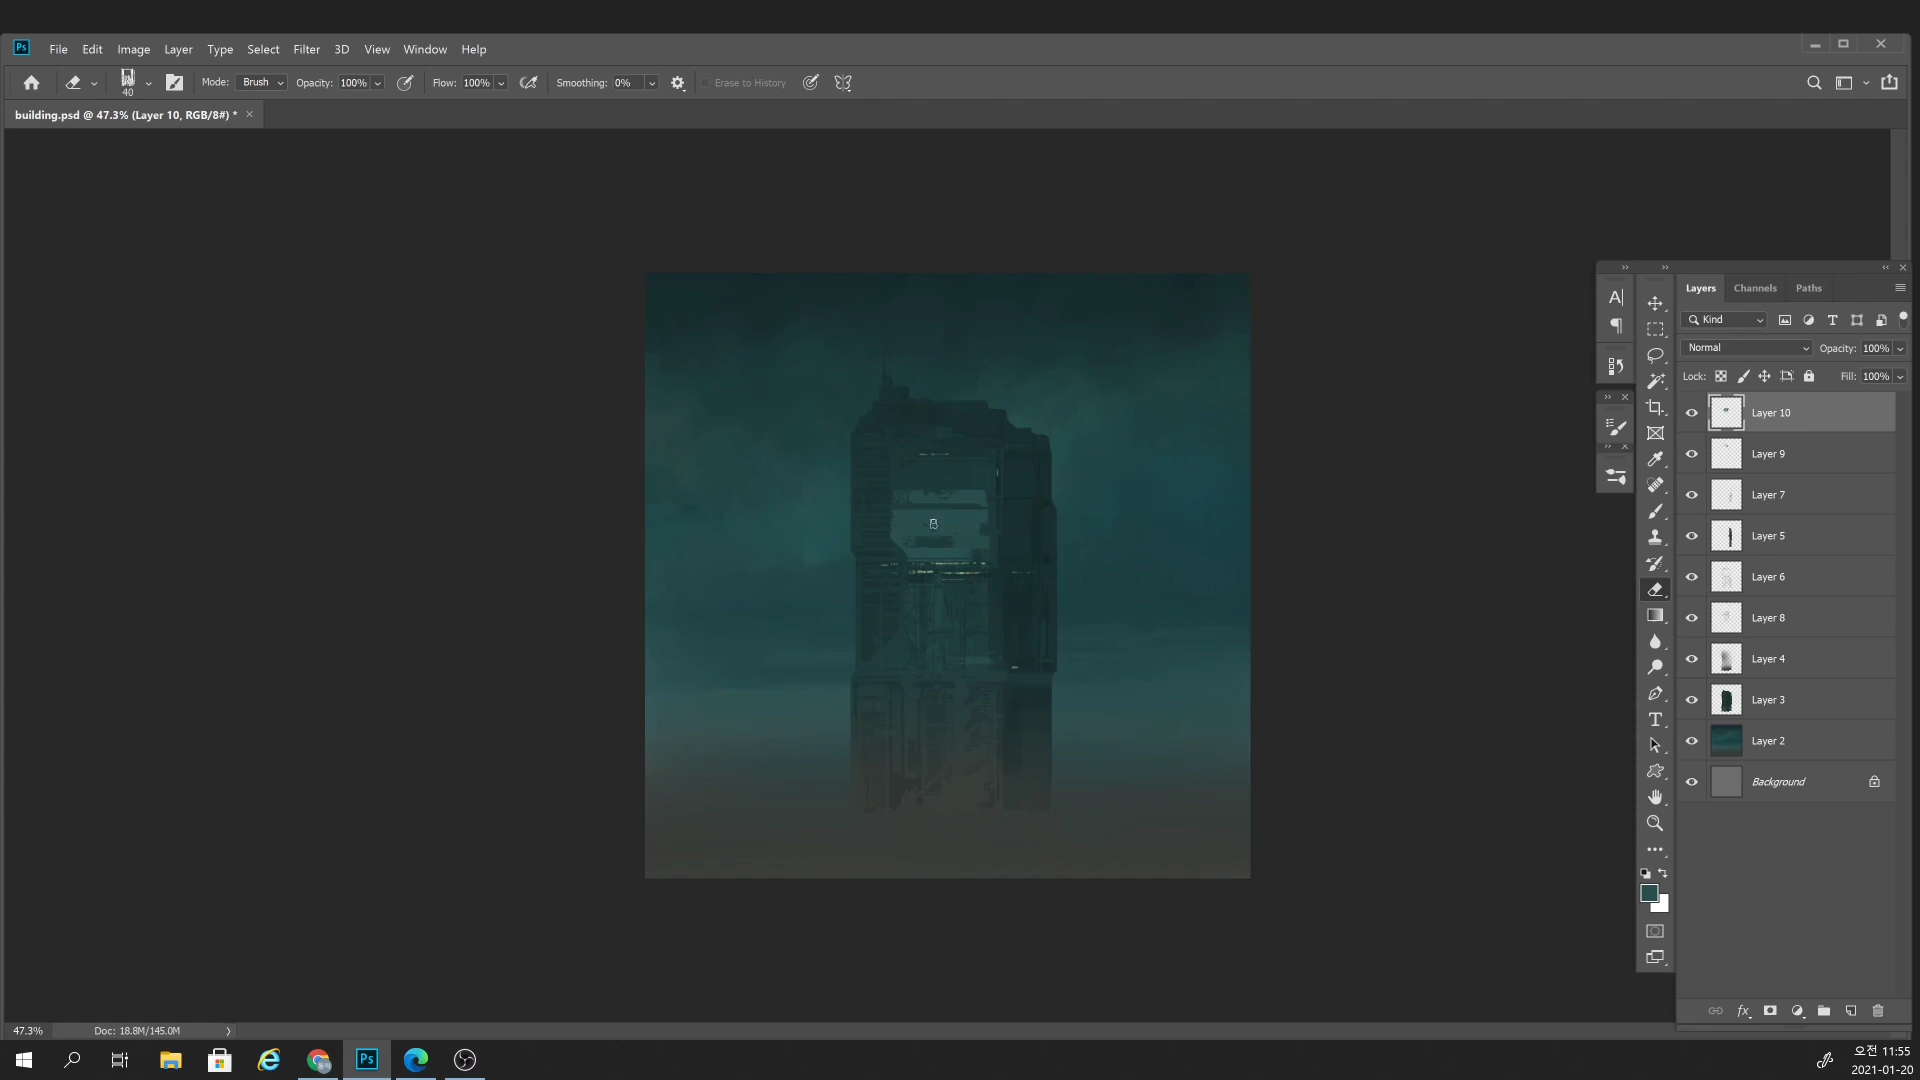 Ps File Edit Image Layer Type Select Filter 3D View Window Help
40 Mode: Brush Opacity: 100% Flow: 100% Smoothing: 0% Erase to History
building.psd @ 47.3% (Layer 10, RGB/8#) *
Layers Channels Paths
Kind
Normal Opacity: 100%
Lock: Fill: 100%
Layer 10
Layer 9
Layer 7
Layer 5
Layer 6
Layer 8
Layer 4
Layer 3
Layer 2
Background
fx
47.3% Doc: 18.8M/145.0M
Ps
오전 11:55
2021-01-20